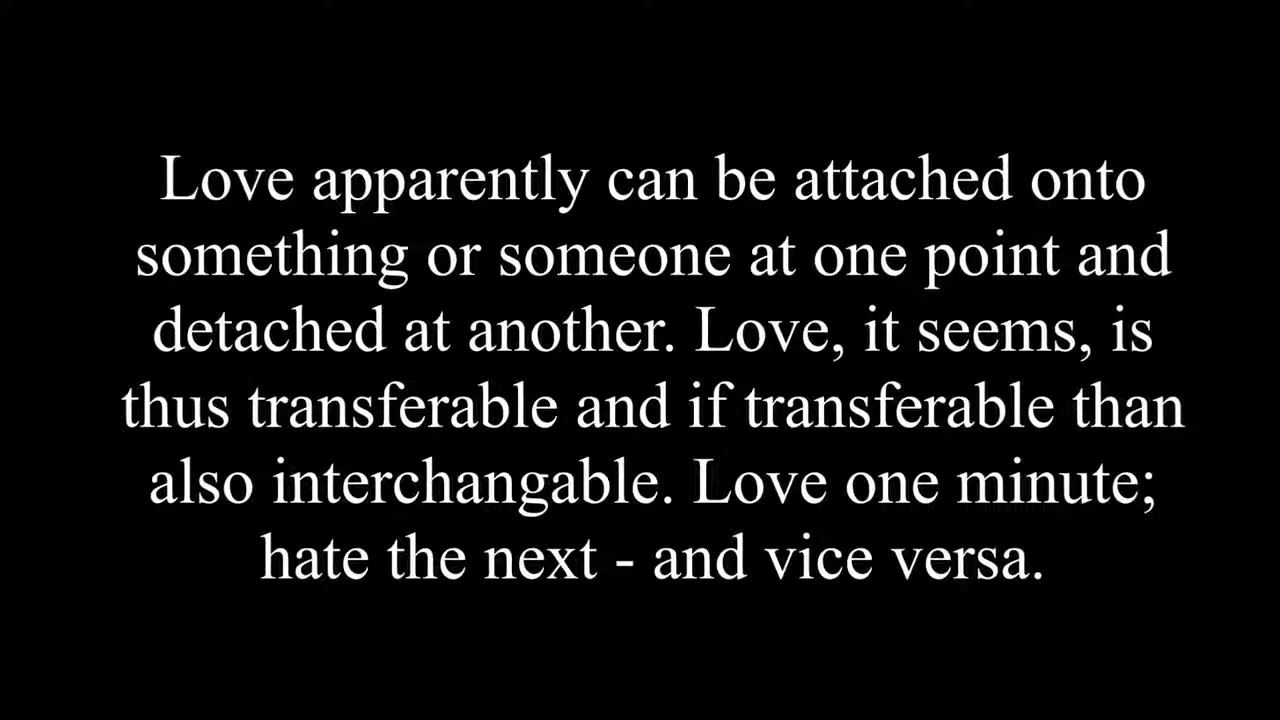 Love apparently can be attached onto
something or someone at one point and
detached at another. Love, it seems, is
thus transferable and if transferable than
also interchangable. Love one minute;
hate the next - and vice versa.